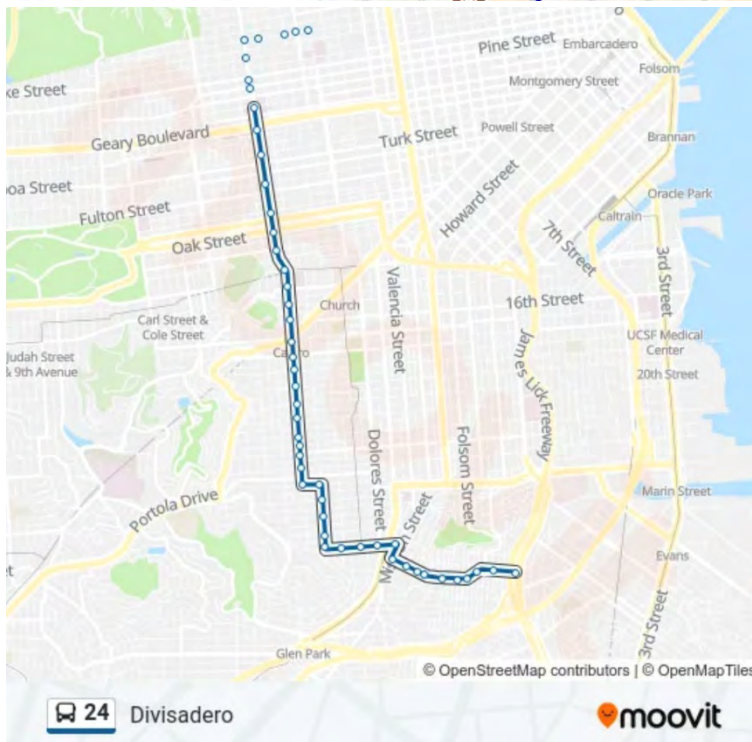 Pine Street
Embarcadero
Folsom
ke Street
Montgomery Street
Geary Boulevard
Turk Street
Powell Street
Brannan
oa Street
Howard Street
Oracle Park
Fulton Street
Caltrain
Oak Street
7th Street
3rd Street
Valencia Street
16th Street
Church
Carl Street &
Cole Street
UCSF Medical
Center
James Lick Freeway
Judah Street
& 9th Avenue
20th Street
Dolores Street
Folsom Street
Portola Drive
Marin Street
Evans
3rd Street
Glen Park
© OpenStreetMap contributors | © OpenMapTiles
24 Divisadero
moovit